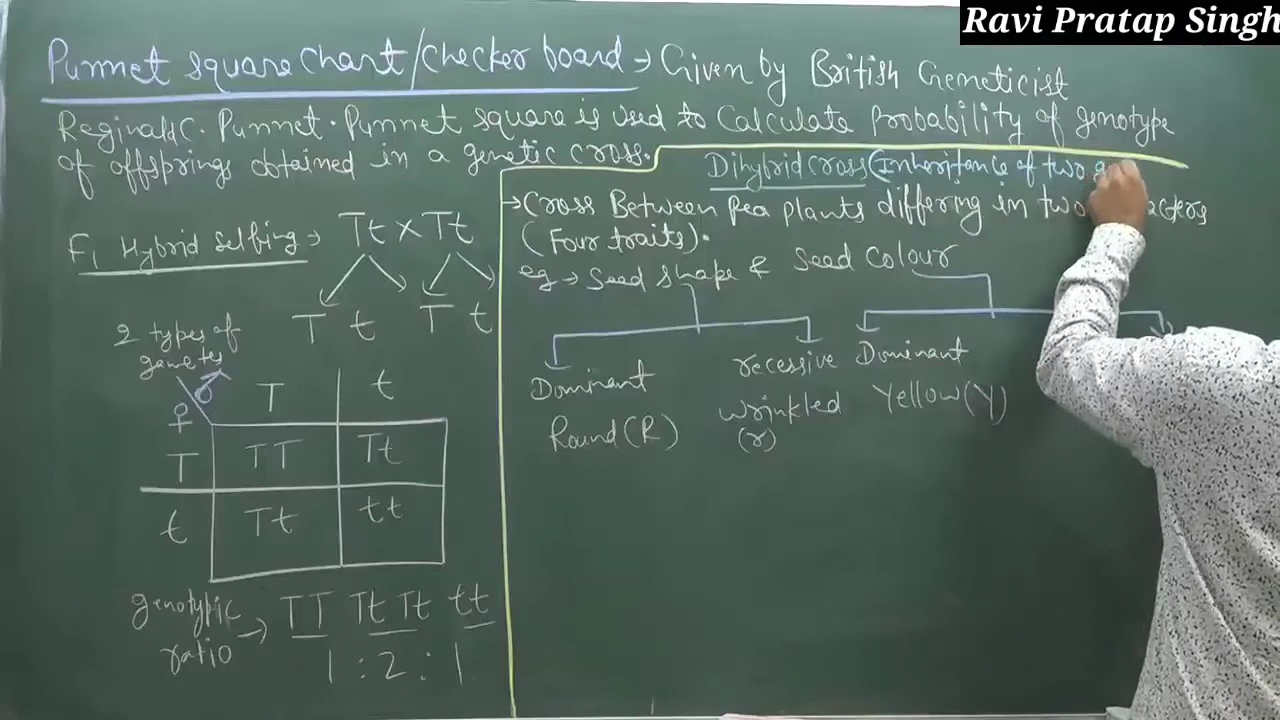 Ravi Pratap Singh
Punnet square chart/checker board → Given by British Geneticist
Reginald C. Punnet. Punnet square is used to Calculate Probability of genotype
of offsprings obtained in a genetic cross.
F1 Hybrid Selfing → Tt × Tt
T t T t
2 types of
gametes
♂
♀
T t
T TT Tt
t Tt tt
genotypic
ratio → TT Tt Tt tt
1 : 2 : 1
Dihybrid cross (Inheritance of two
→ Cross Between pea plants differing in two
(Four traits).
eg → Seed shape & Seed Colour
Dominant recessive Dominant
Round (R) wrinkled Yellow (Y)
(r)